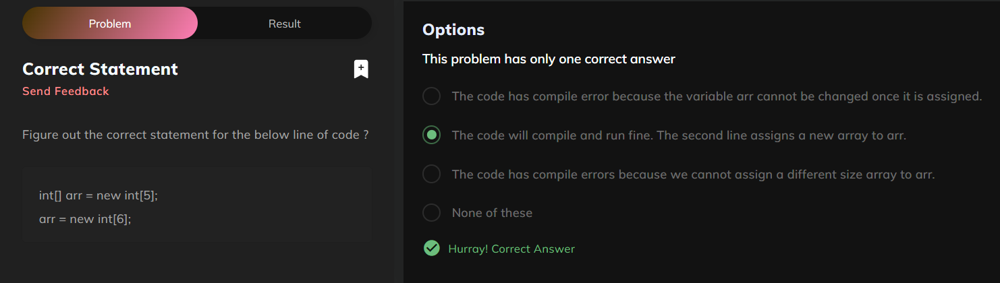 Problem
Result
Correct Statement
Send Feedback
Figure out the correct statement for the below line of code ?
int[] arr = new int[5];
arr = new int[6];
Options
This problem has only one correct answer
The code has compile error because the variable arr cannot be changed once it is assigned.
The code will compile and run fine. The second line assigns a new array to arr.
The code has compile errors because we cannot assign a different size array to arr.
None of these
Hurray! Correct Answer